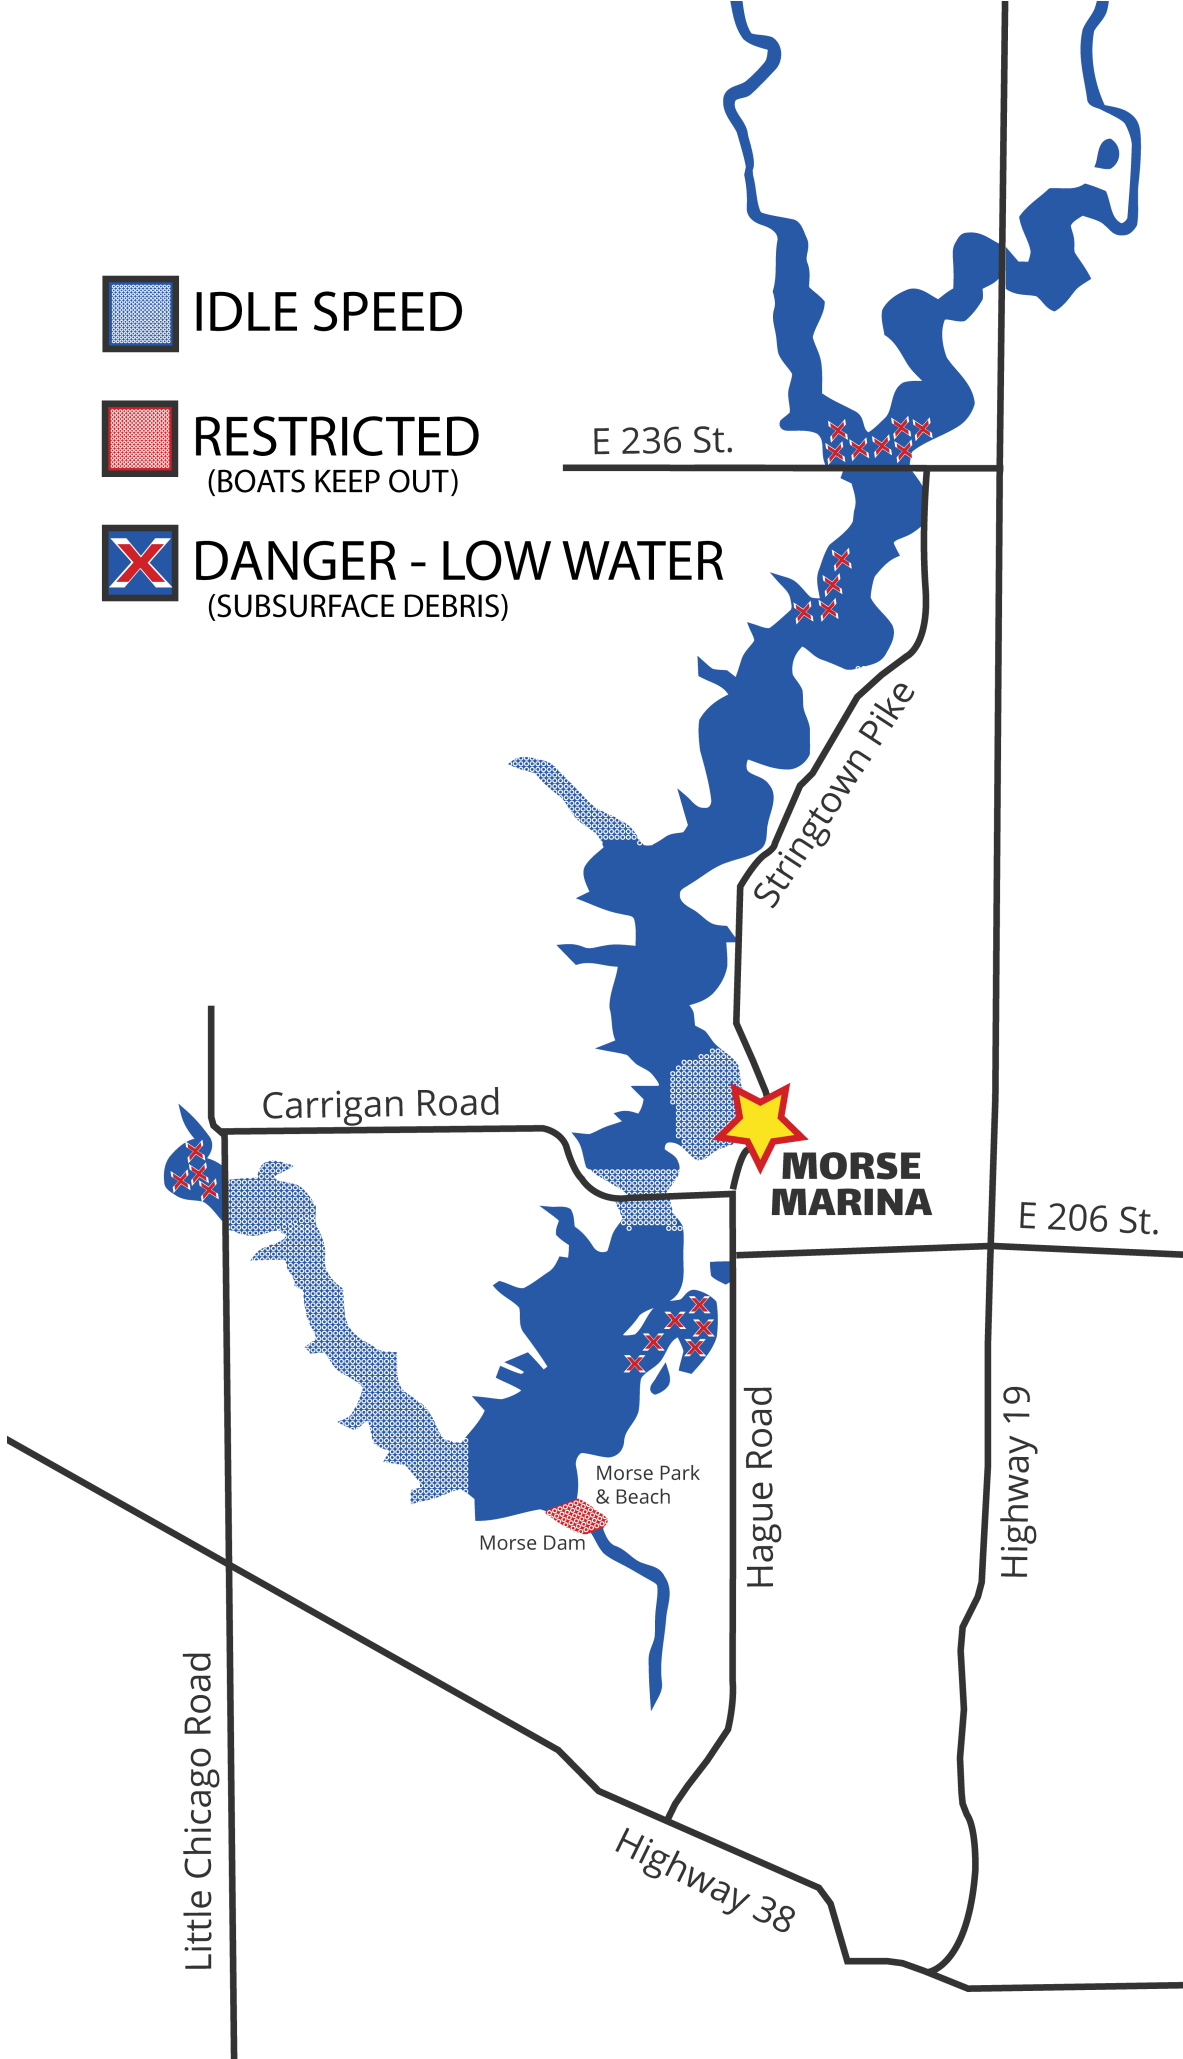 IDLE SPEED
RESTRICTED
(BOATS KEEP OUT)
DANGER - LOW WATER
(SUBSURFACE DEBRIS)
E 236 St.
Stringtown Pike
Carrigan Road
MORSE
MARINA
E 206 St.
Morse Park
& Beach
Morse Dam
Hague Road
Highway 19
Little Chicago Road
Highway 38